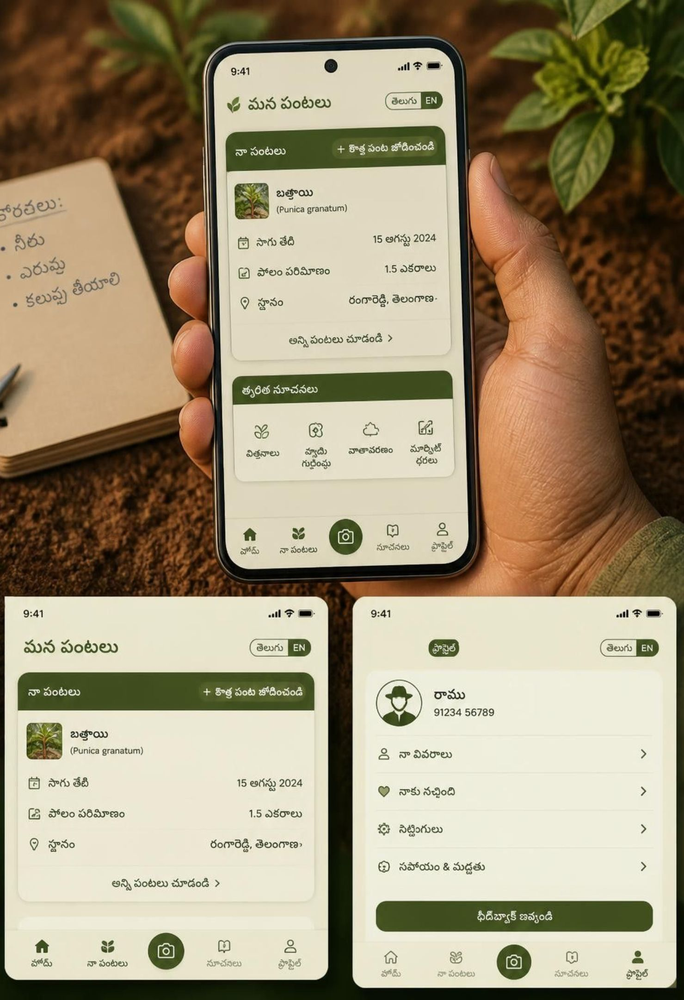 9:41
మన పంటలు
తెలుగు EN
నా పంటలు
+ కొత్త పంట జోడించండి
బత్తాయి
(Punica granatum)
సాగు తేది
15 ఆగస్టు 2024
పోలం పరిమాణం
1.5 ఎకరాలు
స్థానం
రంగారెడ్డి, తెలంగాణ
అన్ని పంటలు చూడండి >
త్వరిత సూచనలు
విత్తనాలు
వాతావరణం
ధరలు
హోమ్
నా పంటలు
సూచనలు
ప్రొఫైల్
• నీరు
• కలుపు తీయాలి
9:41
మన పంటలు
తెలుగు EN
నా పంటలు
+ కొత్త పంట జోదించండి
బత్తాయి
(Punica granatum)
సాగు తేటి
15 ఆగస్టు 2024
పోలం పరిమాణం
1.5 ఎకరాలు
స్థానం
రంగారెడ్డి, తెలంగాణ
అన్ని పంటలు చూడండి >
హోమ్
నా పంటలు
సూచనలు
ప్రొఫైల్
9:41
ప్రొఫైల్
తెలుగు EN
రాము
91234 56789
నా వివరాలు
నాకు నచ్చింది
సెట్టింగులు
సహాయం & మద్దతు
ఫీడ్‌బ్యాక్ ఇవ్వండి
హోమ్
నా పంటలు
సూచనలు
ప్రొఫైల్